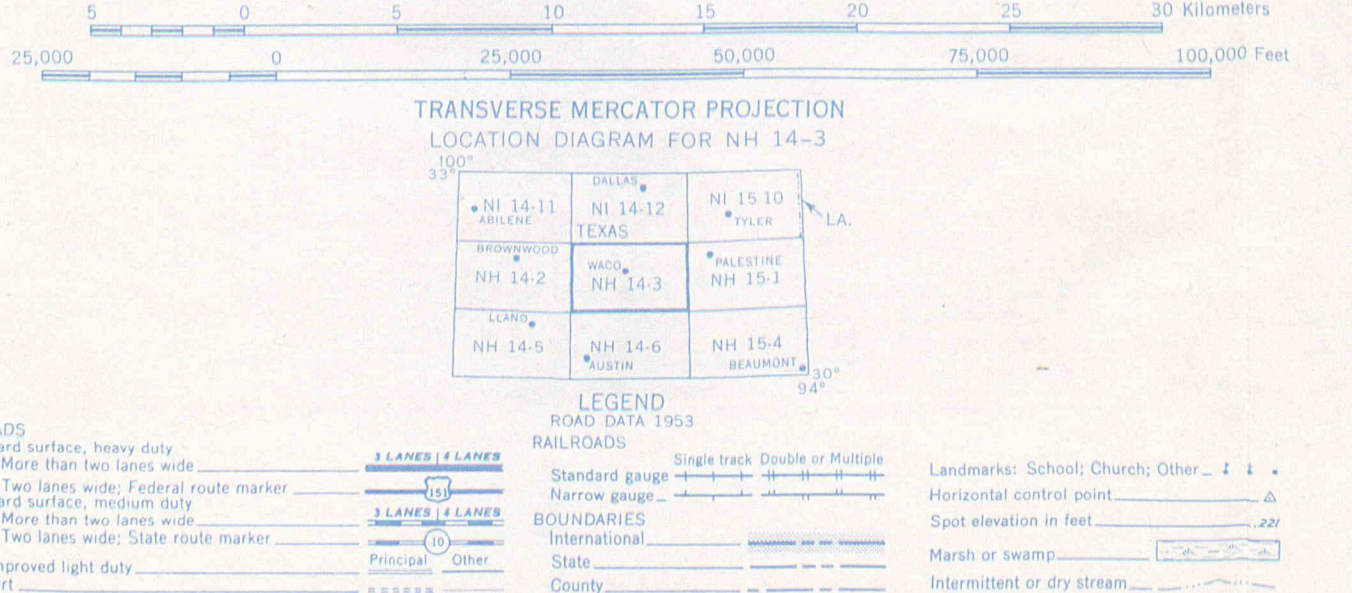 5 0 5 10 15 20 25 30 Kilometers
25,000 0 25,000 50,000 75,000 100,000 Feet
TRANSVERSE MERCATOR PROJECTION
LOCATION DIAGRAM FOR NH 14-3
100°
33°
DALLAS
NI 14-11
ABILENE
NI 14-12
NI 15 10
TYLER
LA.
TEXAS
BROWNWOOD
NH 14-2
WACO
NH 14-3
PALESTINE
NH 15-1
LLANO
NH 14-5
NH 14-6
AUSTIN
NH 15-4
BEAUMONT
30°
94°
LEGEND
ROAD DATA 1953
ADS
ard surface, heavy duty
More than two lanes wide 3 LANES | 4 LANES
Two lanes wide; Federal route marker 151
ard surface, medium duty
More than two lanes wide 3 LANES | 4 LANES
Two lanes wide; State route marker 10
proved light duty Principal Other
rt
RAILROADS
Single track Double or Multiple
Standard gauge
Narrow gauge
BOUNDARIES
International
State
County
Landmarks: School; Church; Other
Horizontal control point
Spot elevation in feet .221
Marsh or swamp
Intermittent or dry stream